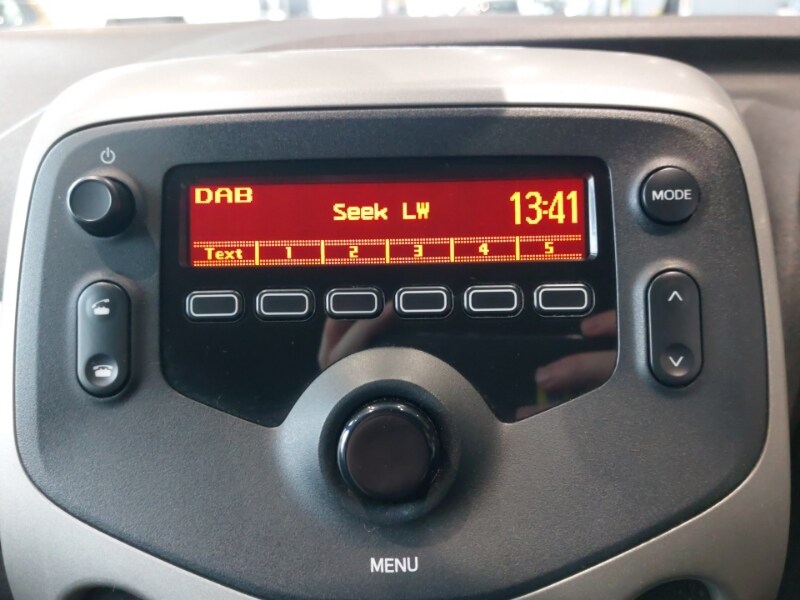 DAB
Seek LW
13:41
Text 1 2 3 4 5
MODE
MENU